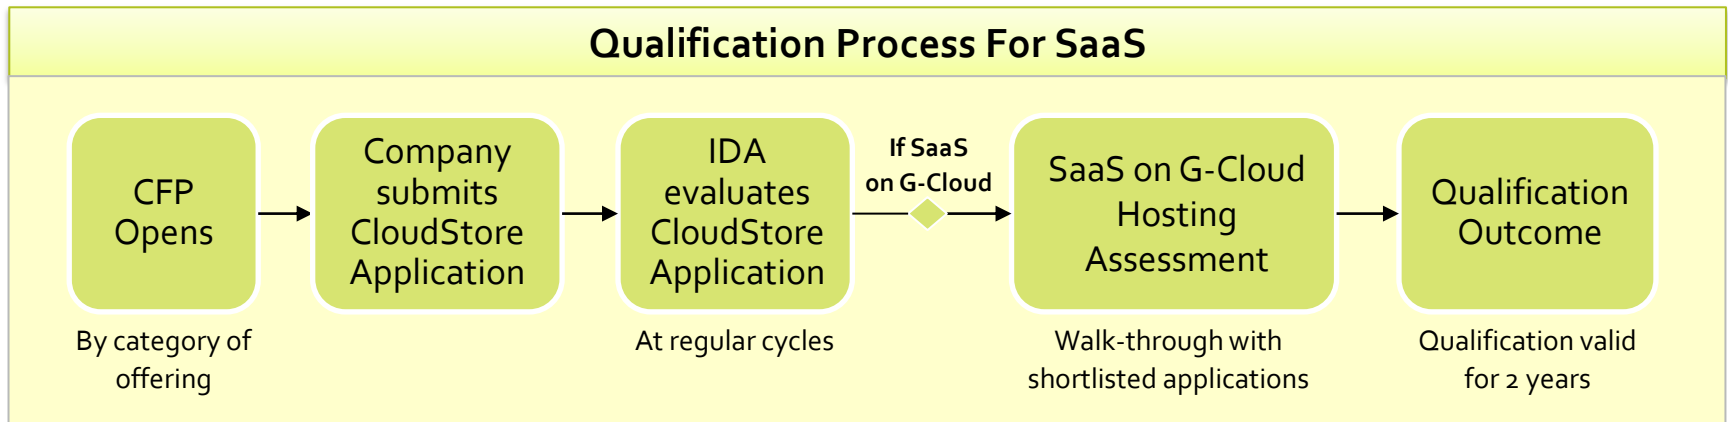 Qualification Process For SaaS
CFP
Opens
Company
submits
CloudStore
Application
IDA
evaluates
CloudStore
Application
If SaaS
on G-Cloud
SaaS on G-Cloud
Hosting
Assessment
Qualification
Outcome
By category of
offering
At regular cycles
Walk-through with
shortlisted applications
Qualification valid
for 2 years